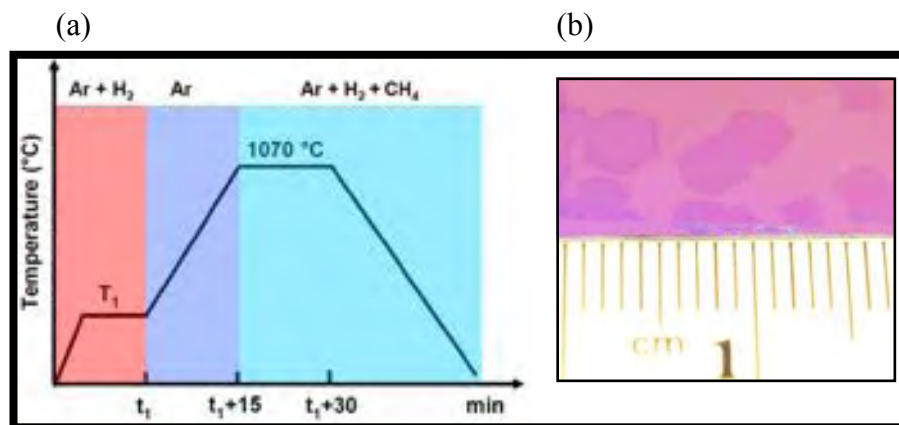 (a)
(b)
Ar + H₂
Ar
Ar + H₂ + CH₄
1070 °C
Temperature (°C)
T₁
t₁
t₁+15
t₁+30
min
cm 1